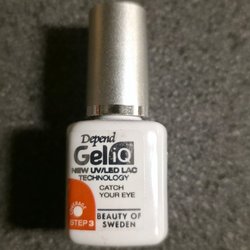 Depend
Gel iQ
NEW UV/LED LAC
TECHNOLOGY
CATCH
YOUR EYE
STEP 3
BEAUTY OF
SWEDEN